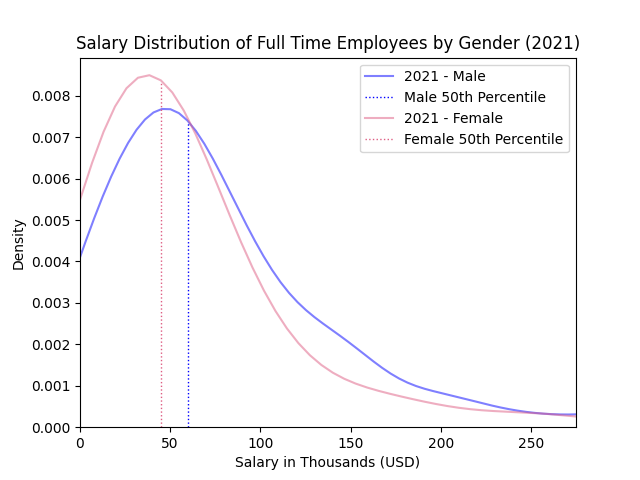 Salary Distribution of Full Time Employees by Gender (2021)
2021 - Male
Male 50th Percentile
2021 - Female
Female 50th Percentile
Density
0.008
0.007
0.006
0.005
0.004
0.003
0.002
0.001
0.000
0 50 100 150 200 250
Salary in Thousands (USD)